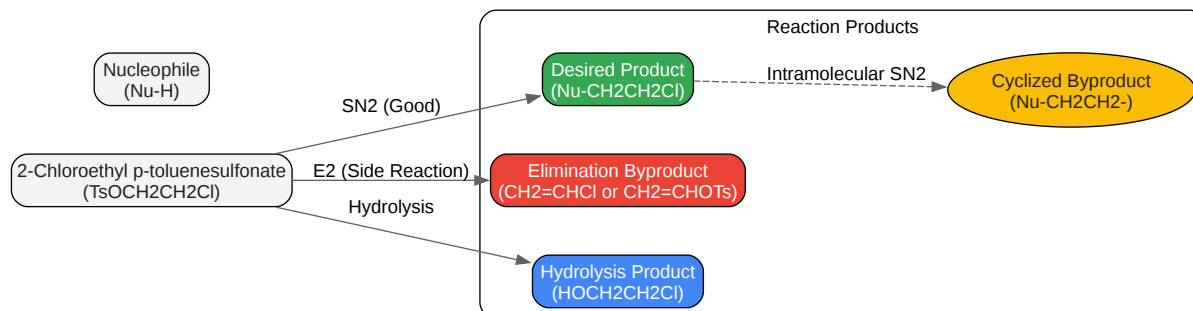 Reaction Products
Nucleophile
(Nu-H)
Desired Product
(Nu-CH2CH2Cl)
Intramolecular SN2
Cyclized Byproduct
(Nu-CH2CH2-)
SN2 (Good)
2-Chloroethyl p-toluenesulfonate
(TsOCH2CH2Cl)
E2 (Side Reaction)
Elimination Byproduct
(CH2=CHCl or CH2=CHOTs)
Hydrolysis
Hydrolysis Product
(HOCH2CH2Cl)